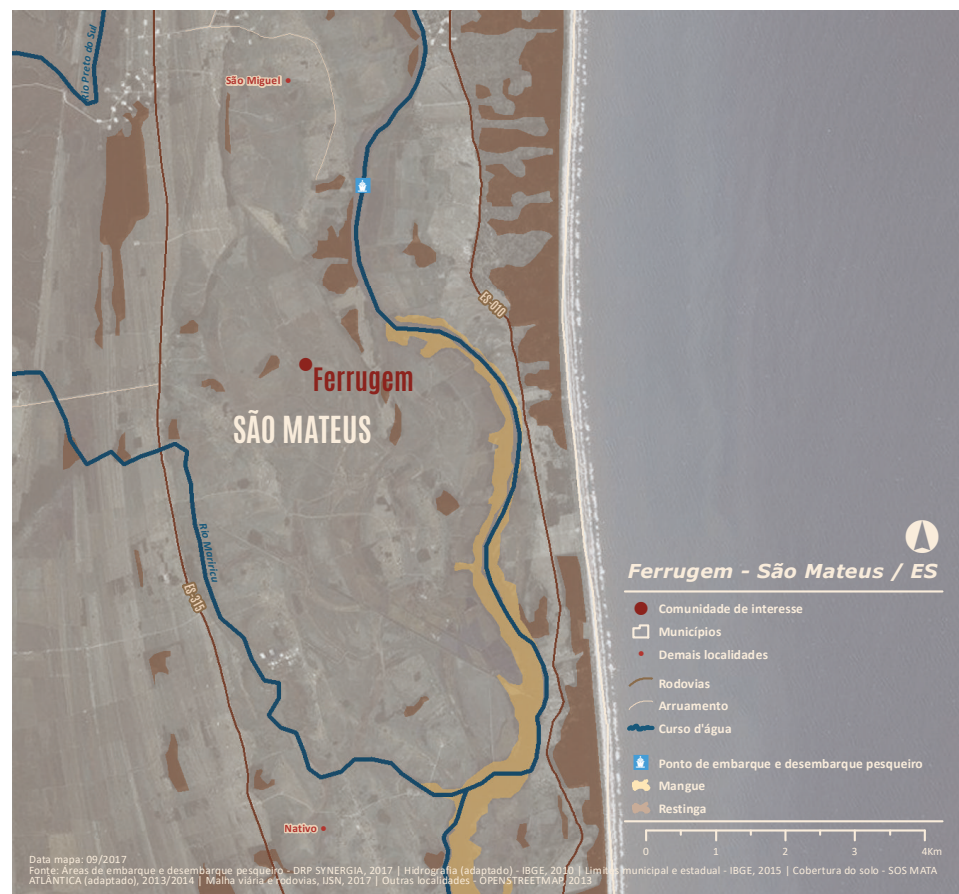 Rio Preto do Sul
São Miguel
ES-010
Ferrugem
SÃO MATEUS
Rio Mariricu
ES-315
Nativo
Ferrugem - São Mateus / ES
Comunidade de interesse
Municípios
Demais localidades
Rodovias
Arruamento
Curso d'água
Ponto de embarque e desembarque pesqueiro
Mangue
Restinga
0 1 2 3 4Km
Data mapa: 09/2017
Fonte: Áreas de embarque e desembarque pesqueiro - DRP SYNERGIA, 2017 | Hidrografia (adaptado) - IBGE, 2010 | Limites municipal e estadual - IBGE, 2015 | Cobertura do solo - SOS MATA
ATLÂNTICA (adaptado), 2013/2014 | Malha viária e rodovias, IJSN, 2017 | Outras localidades - OPENSTREETMAP, 2013